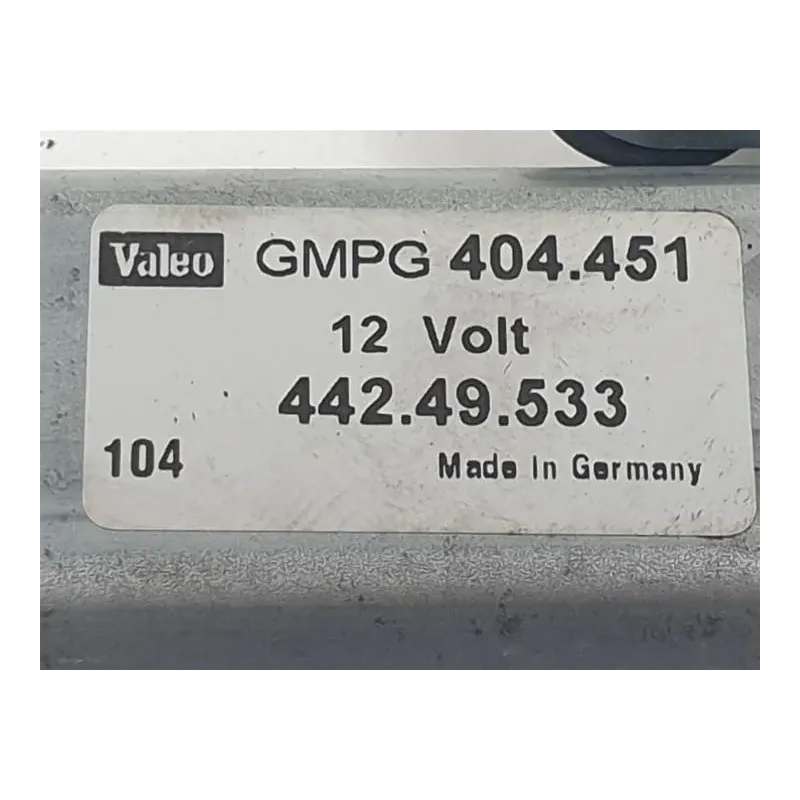 Valeo GMPG 404.451
12 Volt
442.49.533
104 Made In Germany